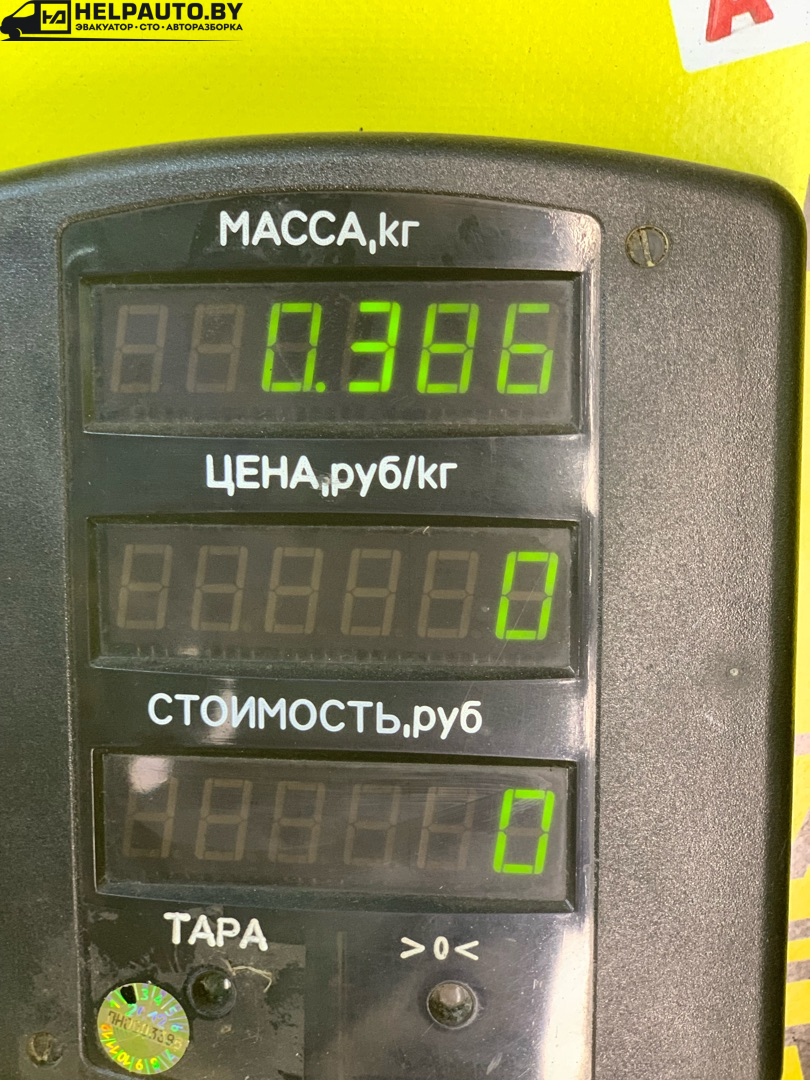 HELPAUTO.BY
ЭВАКУАТОР • СТО • АВТОРАЗБОРКА
А
МАССА,кг
0.386
ЦЕНА,руб/кг
0
СТОИМОСТЬ,руб
0
ТАРА
>0<